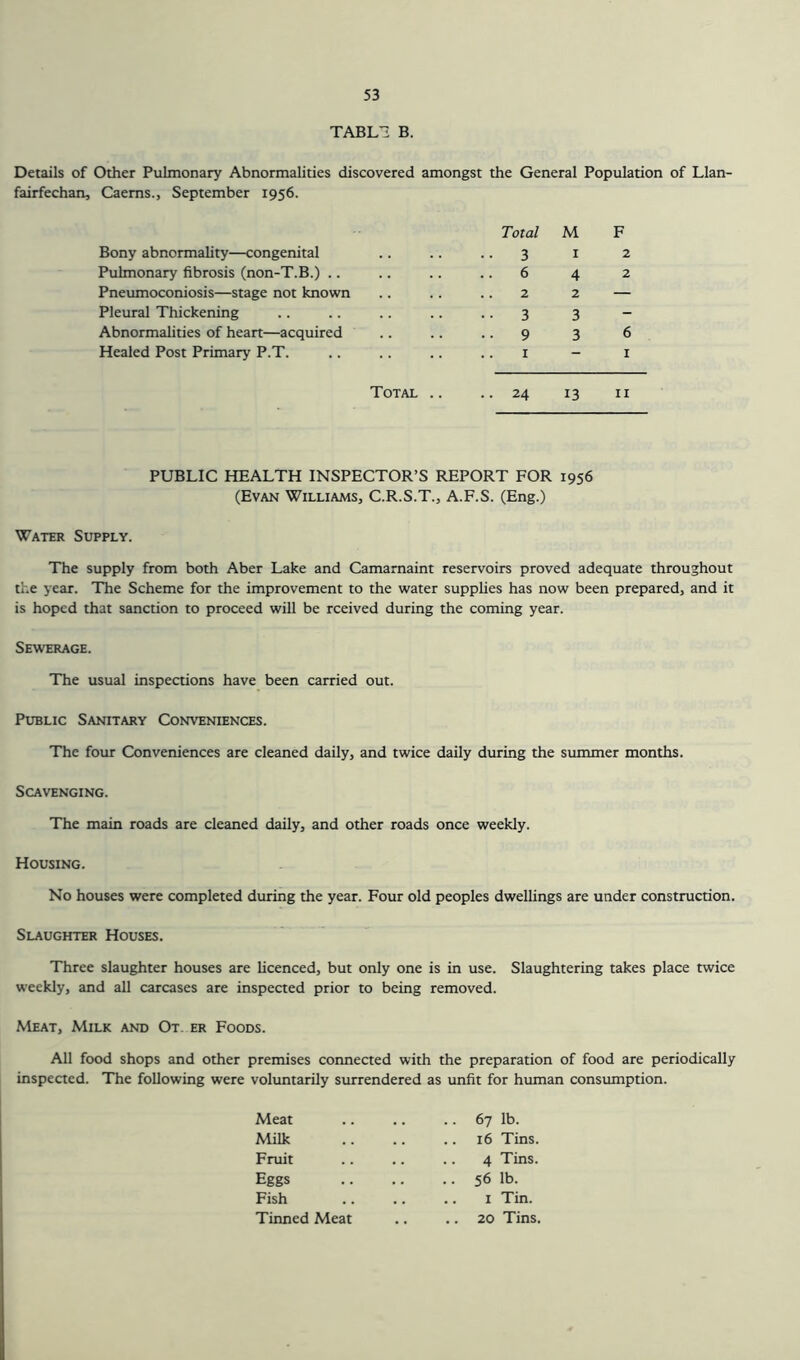 53
TABLE B.
Details of Other Pulmonary Abnormalities discovered amongst the General Population of Llan-
fairfechan, Caerns., September 1956.
Total M F
Bony abnormality—congenital .. .. .. 3 1 2
Pulmonary fibrosis (non-T.B.) .. .. .. .. 6 4 2
Pneumoconiosis—stage not known .. .. .. 2 2 —
Pleural Thickening .. .. .. .. .. 3 3 -
Abnormalities of heart—acquired .. .. .. 9 3 6
Healed Post Primary P.T. .. .. .. .. 1 - 1
TOTAL .. .. 24 13 11
PUBLIC HEALTH INSPECTOR'S REPORT FOR 1956
(EVAN WILLIAMS, C.R.S.T., A.F.S. (Eng.)
WATER SUPPLY.
The supply from both Aber Lake and Camarnaint reservoirs proved adequate throughout
the year. The Scheme for the improvement to the water supplies has now been prepared, and it
is hoped that sanction to proceed will be rceived during the coming year.
SEWERAGE.
The usual inspections have been carried out.
PUBLIC SANITARY CONVENIENCES.
The four Conveniences are cleaned daily, and twice daily during the summer months.
SCAVENGING.
The main roads are cleaned daily, and other roads once weekly.
HOUSING.
No houses were completed during the year. Four old peoples dwellings are under construction.
SLAUGHTER HOUSES.
Three slaughter houses are licenced, but only one is in use. Slaughtering takes place twice
weekly, and all carcases are inspected prior to being removed.
MEAT, MILK AND OT ER FOODS.
All food shops and other premises connected with the preparation of food are periodically
inspected. The following were voluntarily surrendered as unfit for human consumption.
Meat .. .. .. 67 lb.
Milk .. .. .. 16 Tins.
Fruit .. .. .. 4 Tins.
Eggs .. .. .. 56 lb.
Fish .. .. .. 1 Tin.
Tinned Meat .. .. 20 Tins.